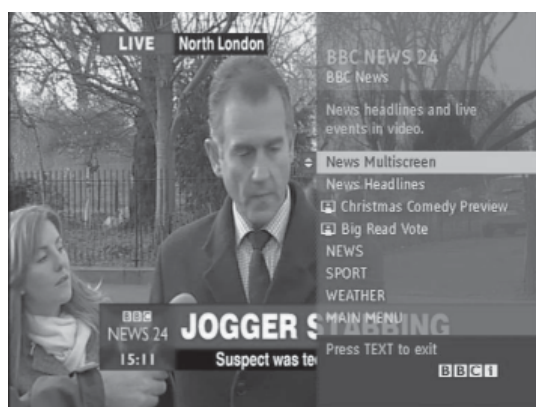 LIVE North London
BBC NEWS 24
BBC News
News headlines and live
events in video.
News Multiscreen
News Headlines
Christmas Comedy Preview
Big Read Vote
NEWS
SPORT
WEATHER
MAIN MENU
Press TEXT to exit
BBCi
BBC
NEWS 24
JOGGER STABBING
15:11
Suspect was